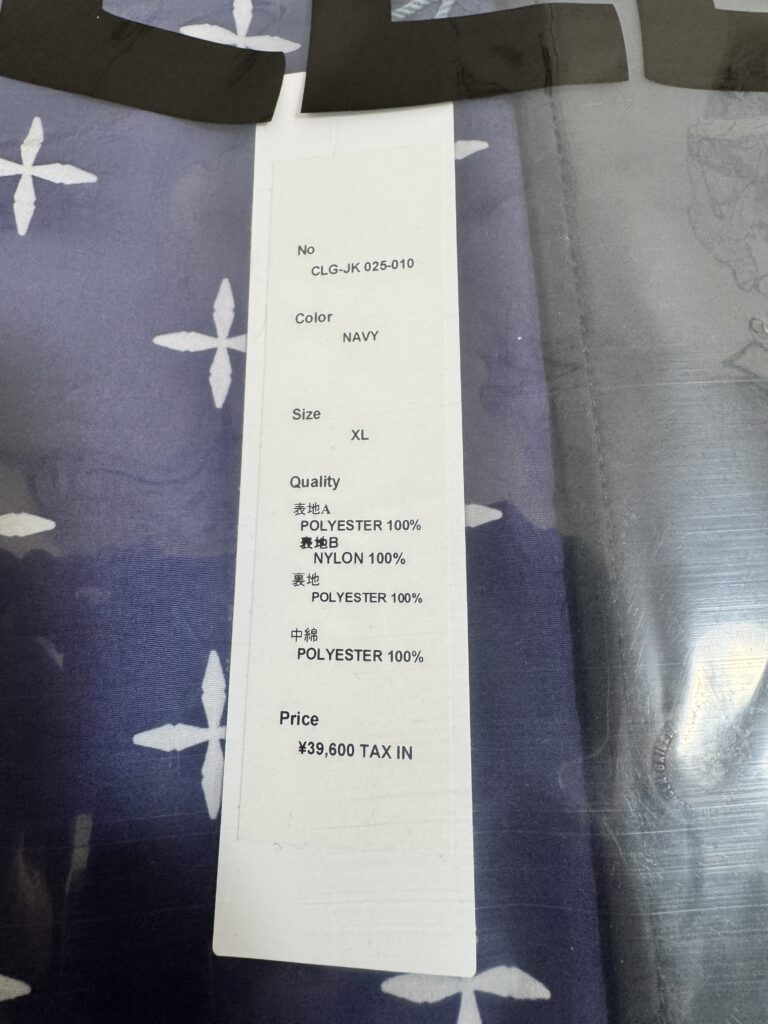 No
CLG-JK 025-010
Color
NAVY
Size
XL
Quality
表地A
POLYESTER 100%
表地B
NYLON 100%
裏地
POLYESTER 100%
中綿
POLYESTER 100%
Price
¥39,600 TAX IN